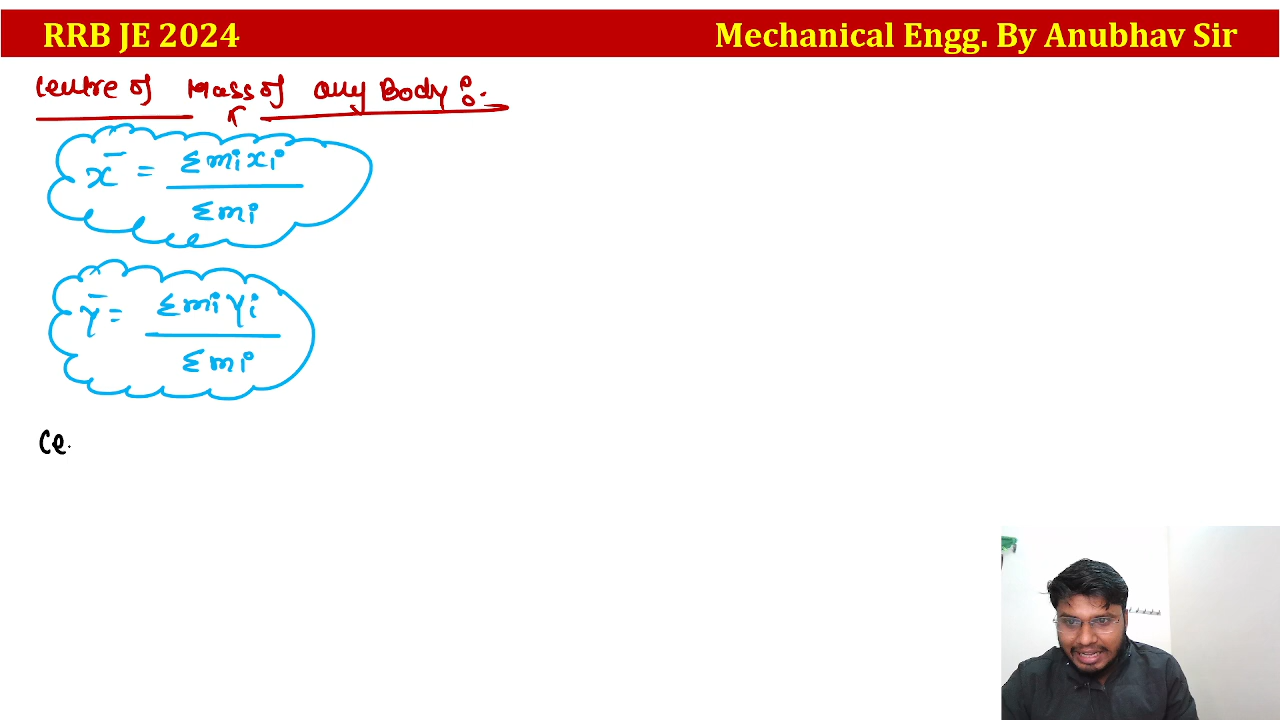 RRB JE 2024
Mechanical Engg. By Anubhav Sir
Centre of Mass of any Body :-
x̄ = Σmixi
Σmi
ȳ = Σmiyi
Σmi
Ce